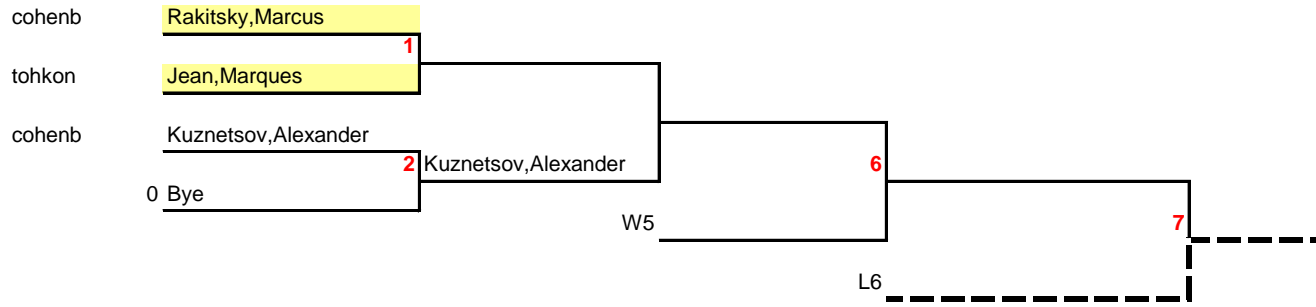 cohenb Rakitsky,Marcus
1
tohkon Jean,Marques
cohenb Kuznetsov,Alexander
2 Kuznetsov,Alexander 6
0 Bye
W5 7
L6